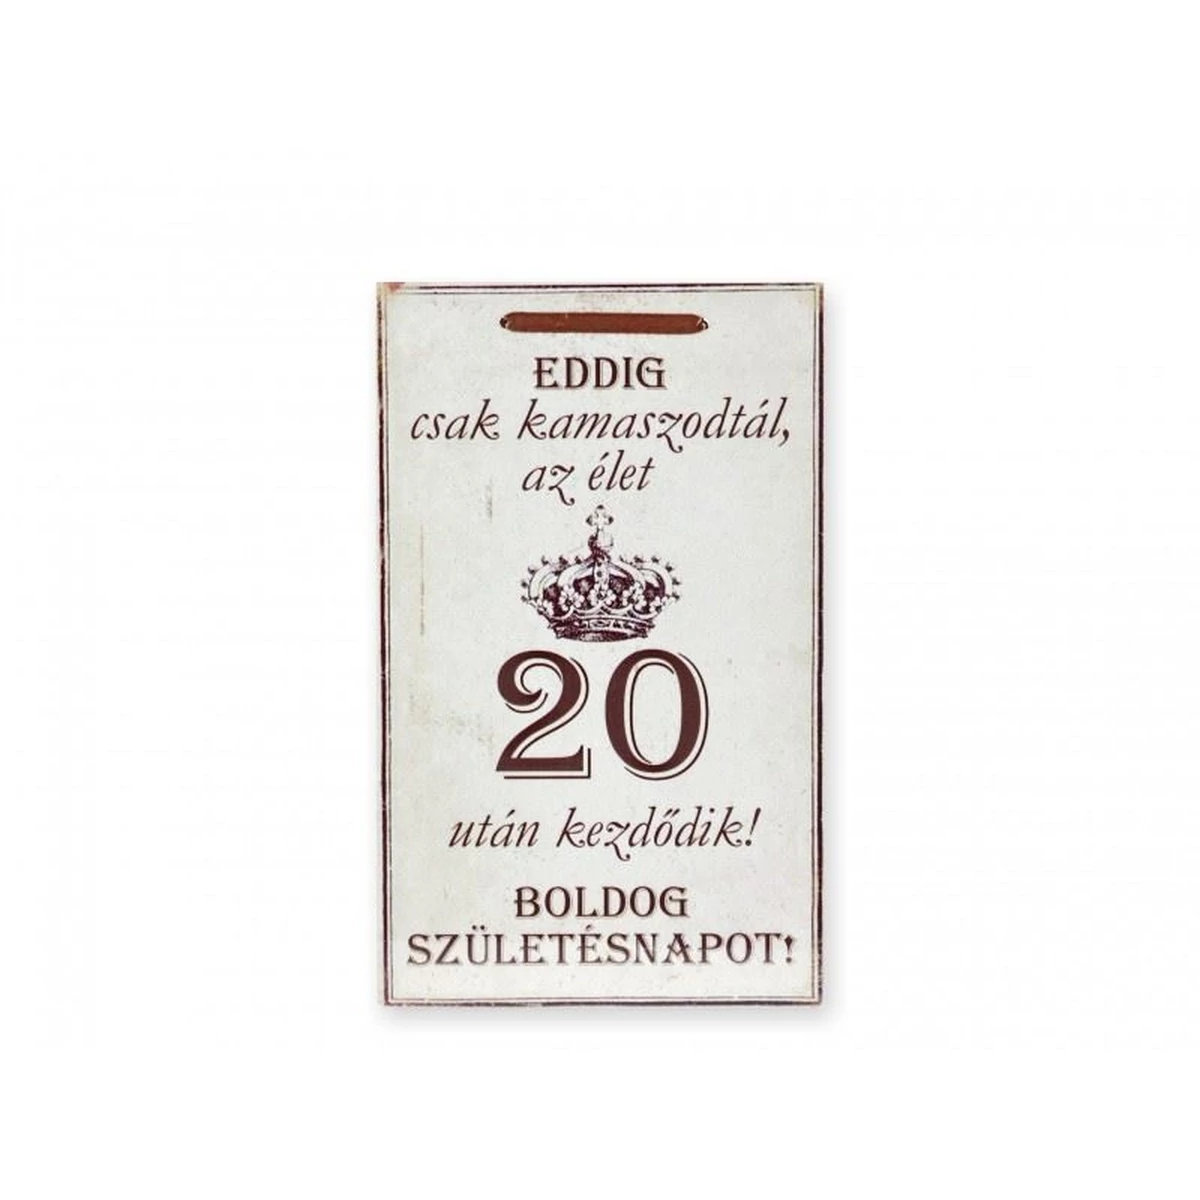 EDDIG
csak kamaszodtál,
az élet
20
után kezdődik!
BOLDOG
SZÜLETÉSNAPOT!